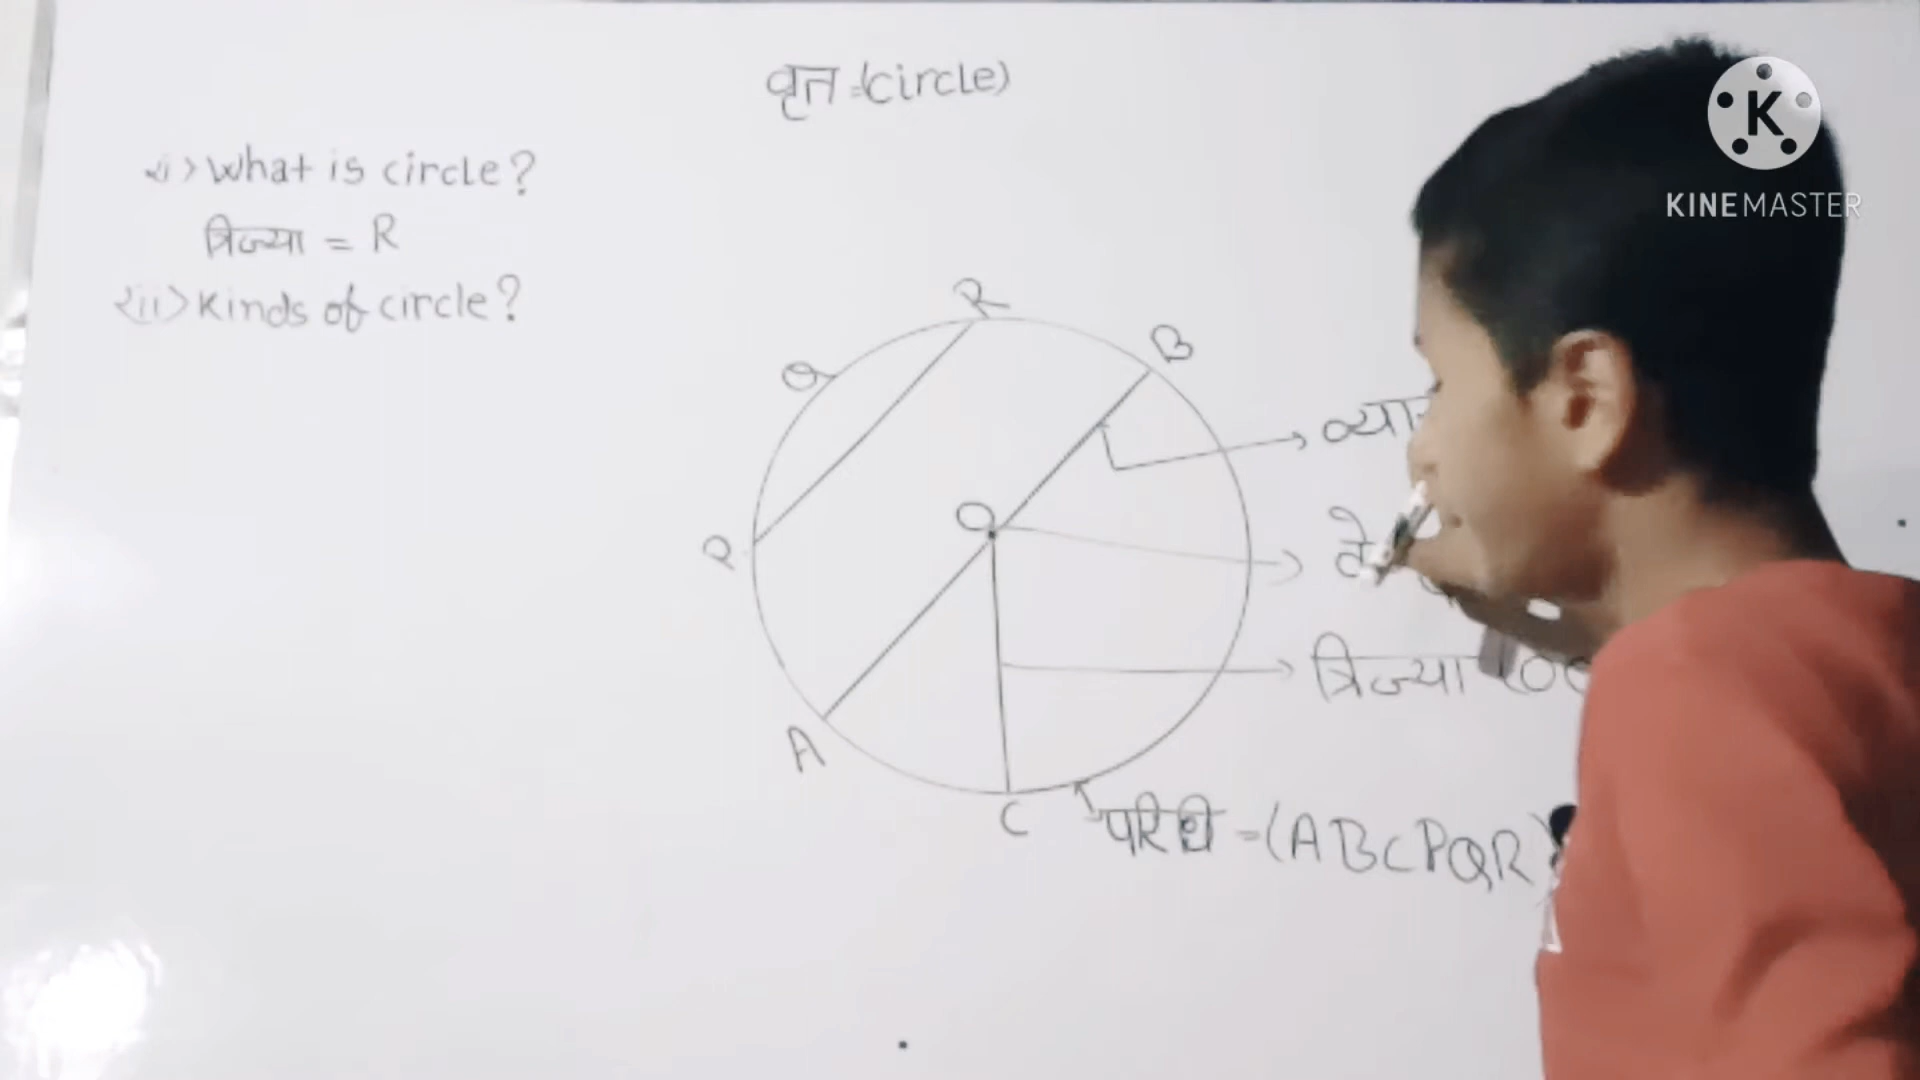 वृत=(circle)
i> What is circle?
त्रिज्या = R
ii> Kinds of circle?
R
B
Q
O
P
A
C
त्रिज्या
परिधी =(ABCPQR)
K
KINEMASTER